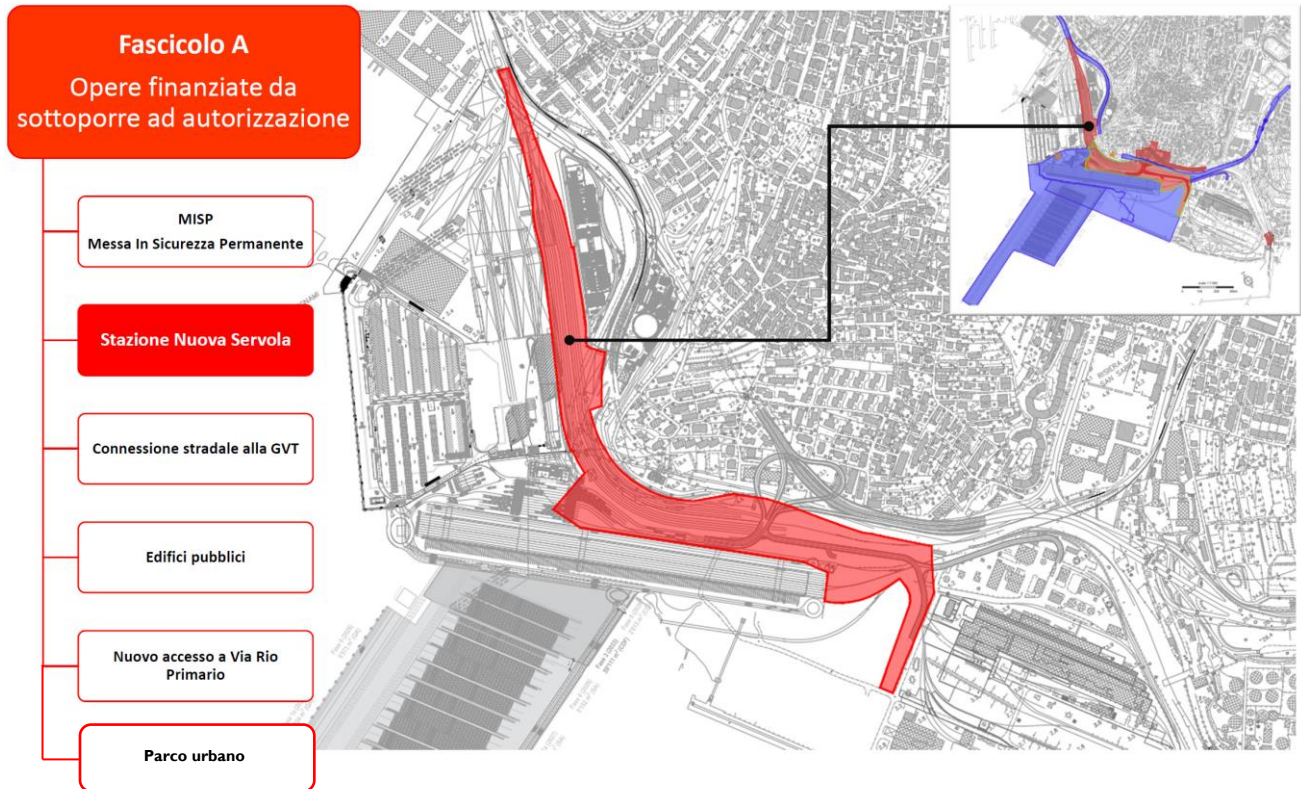 Fascicolo A
Opere finanziate da
sottoporre ad autorizzazione
MISP
Messa In Sicurezza Permanente
Stazione Nuova Servola
Connessione stradale alla GVT
Edifici pubblici
Nuovo accesso a Via Rio
Primario
Parco urbano